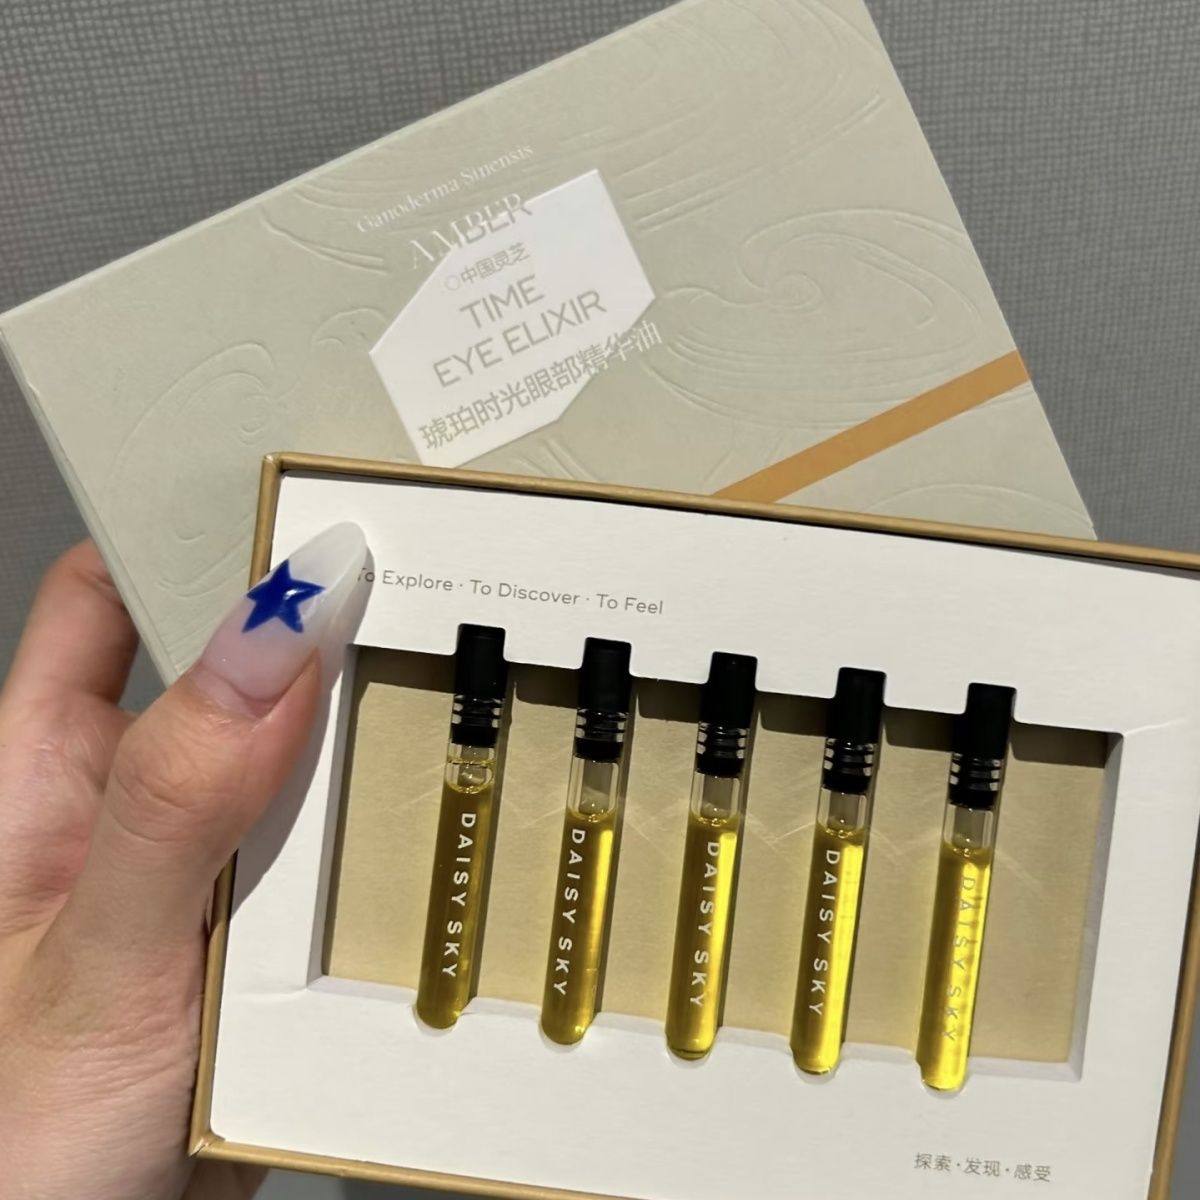 Ganoderma Sinensis
AMBER
中国灵芝
TIME
EYE ELIXIR
琥珀时光眼部精华油
To Explore · To Discover · To Feel
DAISY SKY
DAISY SKY
DAISY SKY
DAISY SKY
DAISY SKY
探索·发现·感受